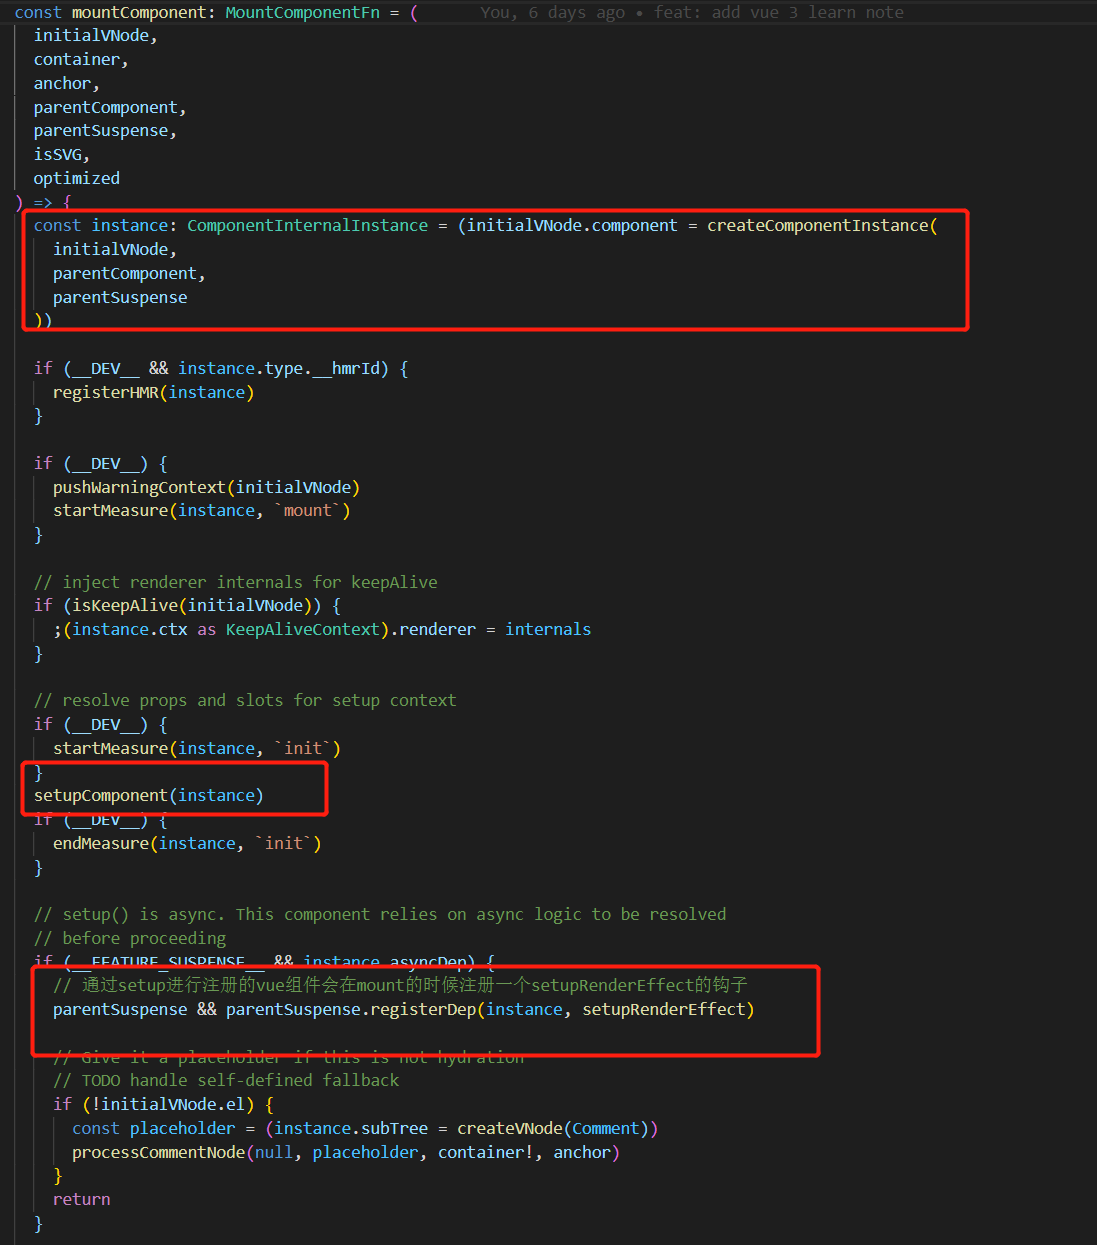 const mountComponent: MountComponentFn = (      You, 6 days ago • feat: add vue 3 learn note
  initialVNode,
  container,
  anchor,
  parentComponent,
  parentSuspense,
  isSVG,
  optimized
) => {
  const instance: ComponentInternalInstance = (initialVNode.component = createComponentInstance(
    initialVNode,
    parentComponent,
    parentSuspense
  ))
  if (__DEV__ && instance.type.__hmrId) {
    registerHMR(instance)
  }
  if (__DEV__) {
    pushWarningContext(initialVNode)
    startMeasure(instance, `mount`)
  }
  // inject renderer internals for keepAlive
  if (isKeepAlive(initialVNode)) {
    ;(instance.ctx as KeepAliveContext).renderer = internals
  }
  // resolve props and slots for setup context
  if (__DEV__) {
    startMeasure(instance, `init`)
  }
  setupComponent(instance)
  if (__DEV__) {
    endMeasure(instance, `init`)
  }
  // setup() is async. This component relies on async logic to be resolved
  // before proceeding
  if (__FEATURE_SUSPENSE__ && instance.asyncDep) {
    // 通过setup进行注册的vue组件会在mount的时候注册一个setupRenderEffect的钩子
    parentSuspense && parentSuspense.registerDep(instance, setupRenderEffect)
    // Give it a placeholder if this is not hydration
    // TODO handle self-defined fallback
    if (!initialVNode.el) {
      const placeholder = (instance.subTree = createVNode(Comment))
      processCommentNode(null, placeholder, container!, anchor)
    }
    return
  }